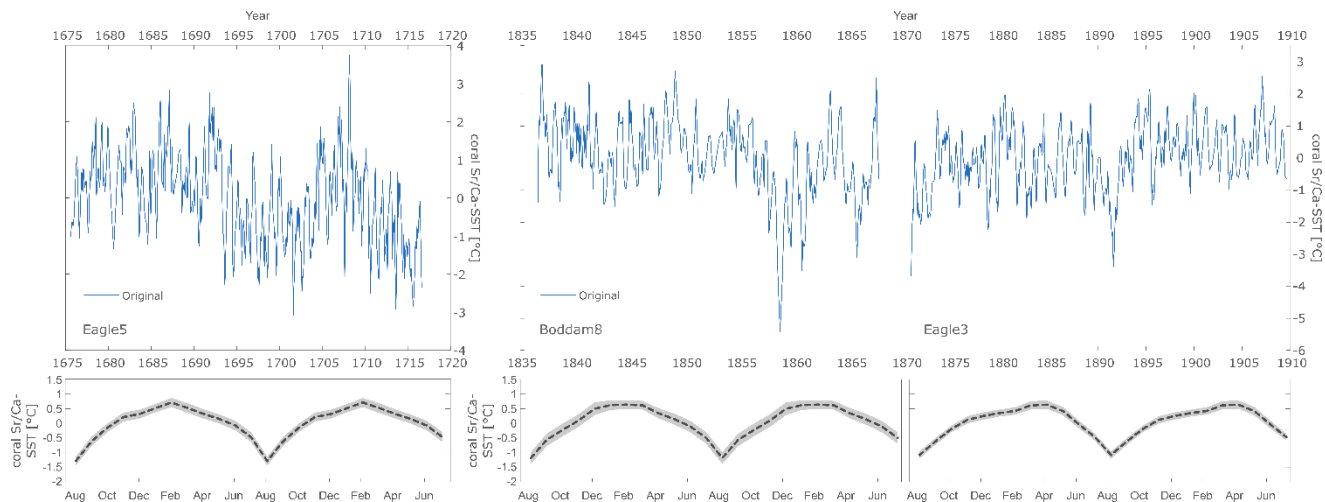 Year Year
1675 1680 1685 1690 1695 1700 1705 1710 1715 1720 1835 1840 1845 1850 1855 1860 1865 1870 1875 1880 1885 1890 1895 1900 1905 1910
4
3
2
1
0
-1
-2
-3
-4
coral Sr/Ca-SST [°C]
3
2
1
0
-1
-2
-3
-4
-5
-6
coral Sr/Ca-SST [°C]
Original Original
Eagle5 Boddam8 Eagle3
1675 1680 1685 1690 1695 1700 1705 1710 1715 1720 1835 1840 1845 1850 1855 1860 1865 1870 1875 1880 1885 1890 1895 1900 1905 1910
coral Sr/Ca-
SST [°C]
1.5
1
0.5
0
-0.5
-1
-1.5
-2
coral Sr/Ca-
SST [°C]
1.5
1
0.5
0
-0.5
-1
-1.5
-2
Aug Oct Dec Feb Apr Jun Aug Oct Dec Feb Apr Jun Aug Oct Dec Feb Apr Jun Aug Oct Dec Feb Apr Jun Aug Oct Dec Feb Apr Jun Aug Oct Dec Feb Apr Jun